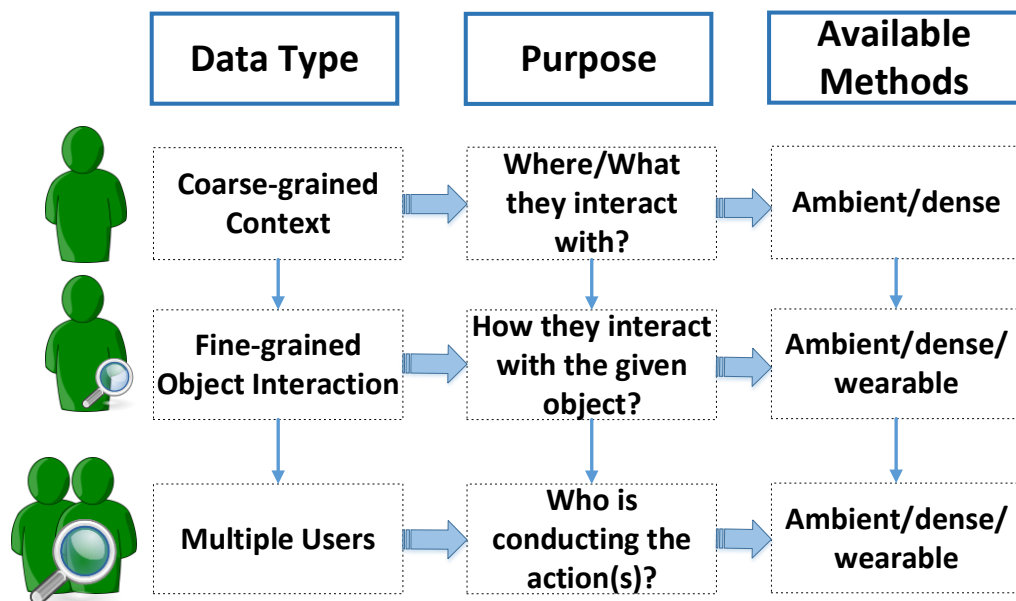 Data Type
Purpose
Available
Methods
Coarse-grained
Context
Where/What
they interact
with?
Ambient/dense
Fine-grained
Object Interaction
How they interact
with the given
object?
Ambient/dense/
wearable
Multiple Users
Who is
conducting the
action(s)?
Ambient/dense/
wearable